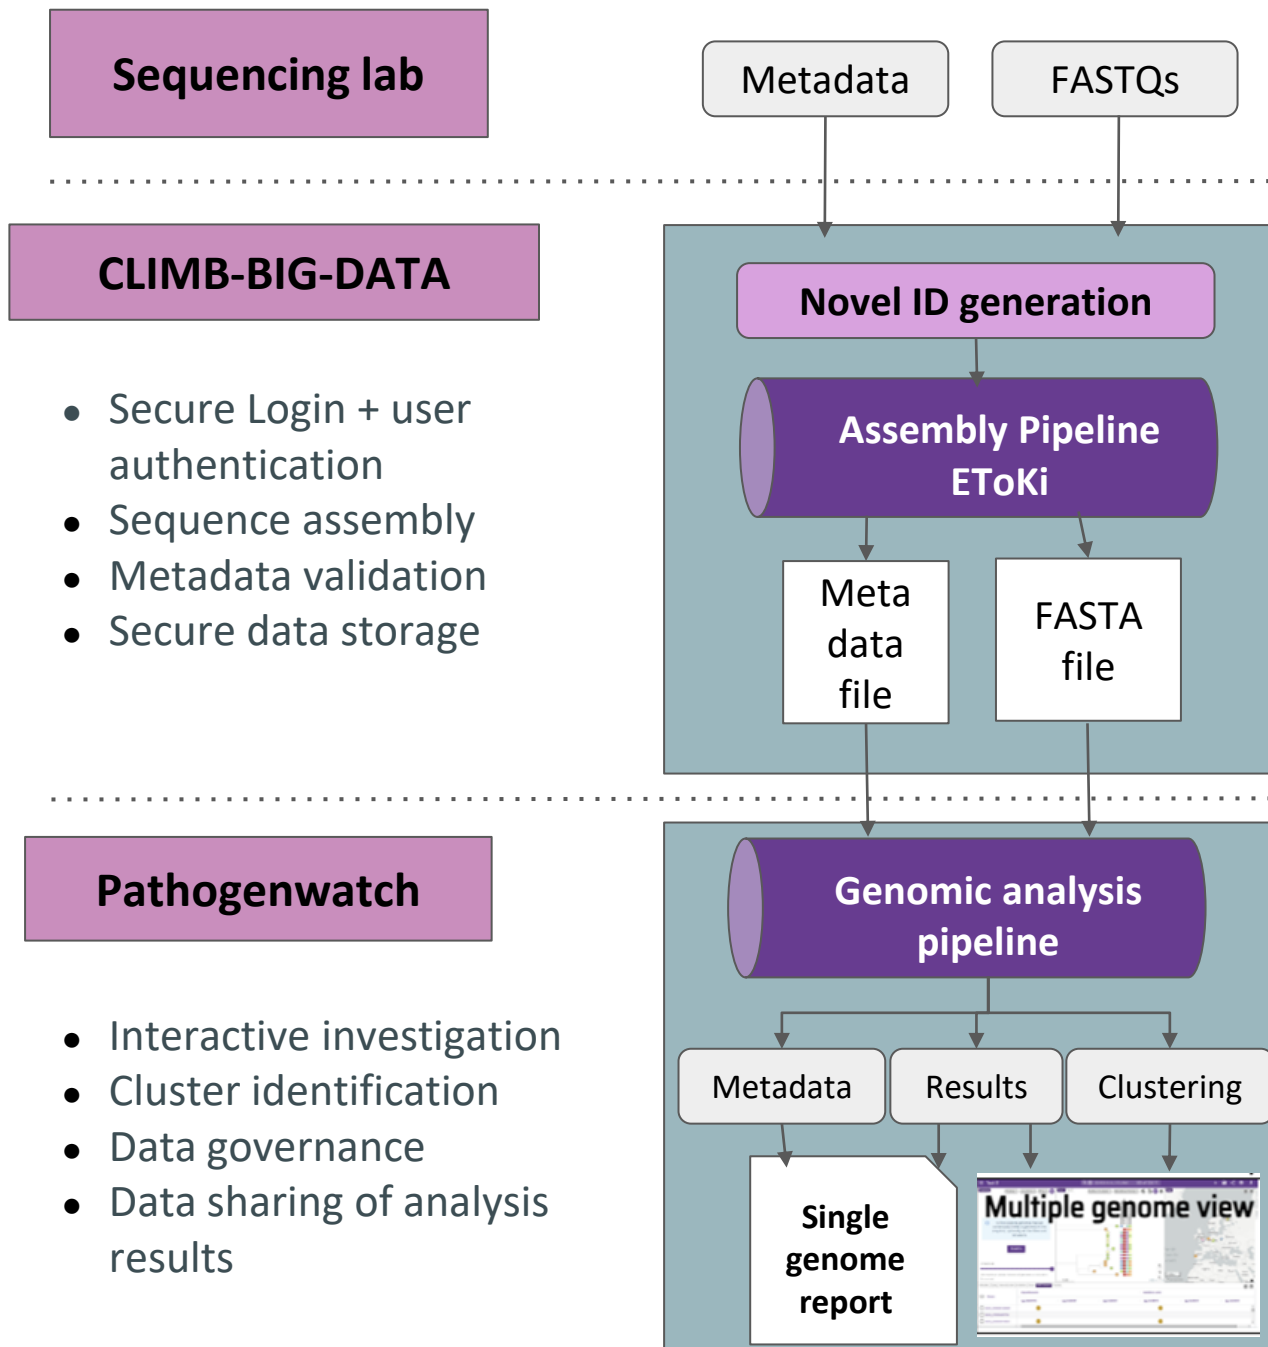 Sequencing lab
Metadata
FASTQs
CLIMB-BIG-DATA
Novel ID generation
• Secure Login + user
authentication
• Sequence assembly
• Metadata validation
• Secure data storage
Assembly Pipeline
EToKi
Meta
data
file
FASTA
file
Pathogenwatch
Genomic analysis
pipeline
• Interactive investigation
• Cluster identification
• Data governance
• Data sharing of analysis
results
Metadata
Results
Clustering
Single
genome
report
Multiple genome view